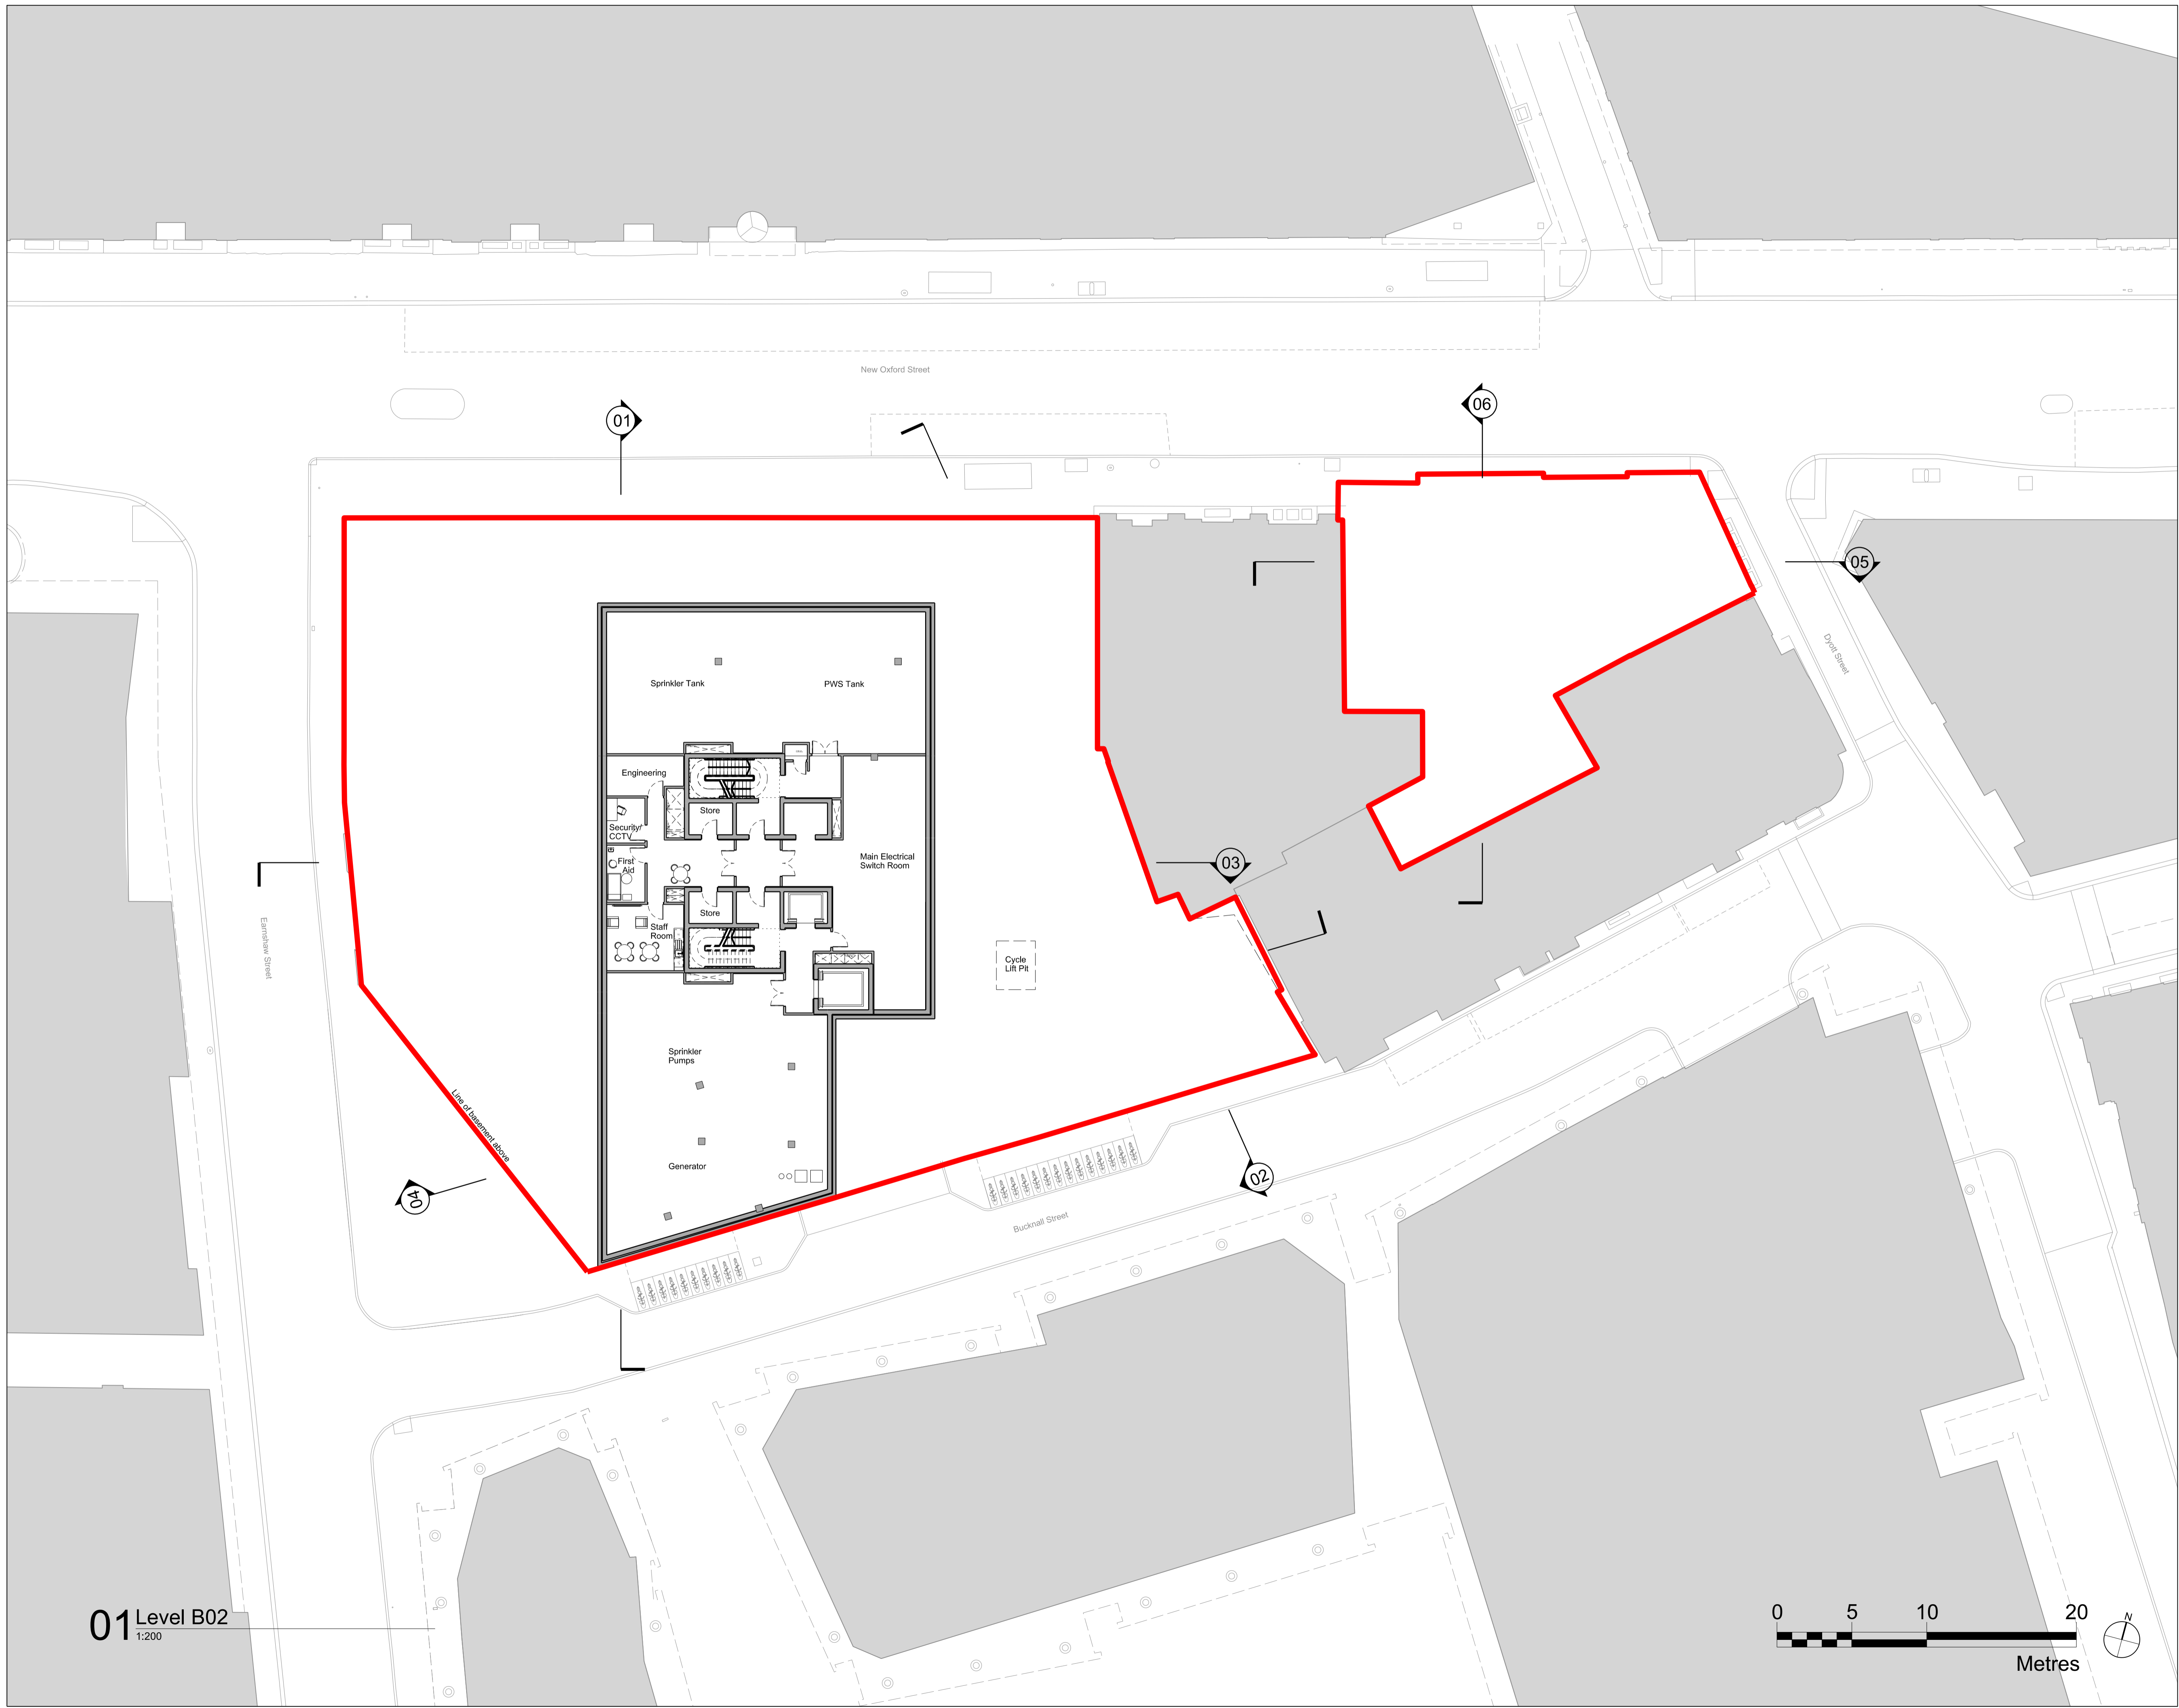 New Oxford Street
01
06
05
Dyott Street
Sprinkler Tank
PWS Tank
Engineering
Store
Security/
CCTV
First
Aid
Main Electrical
Switch Room
03
Store
Staff
Room
Earnshaw Street
Cycle
Lift Pit
Sprinkler
Pumps
Line of basement above
Generator
04
02
Bucknall Street
01
Level B02
1:200
0 5 10 20
Metres
N